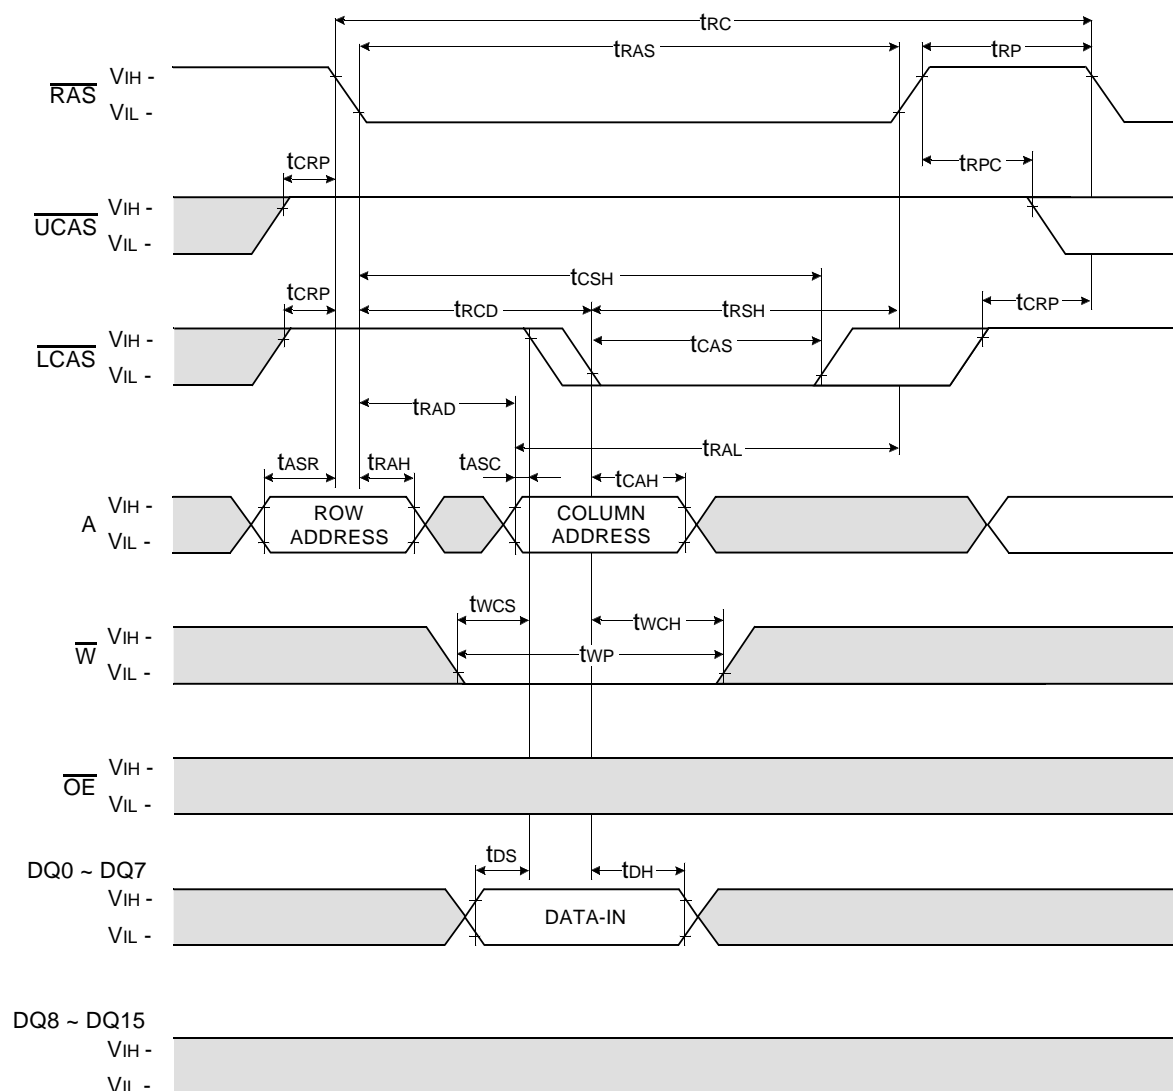 tRC
tRAS
tRP
RAS
VIH -
VIL -
tCRP
tRPC
UCAS
VIH -
VIL -
tCSH
tCRP
tRCD
tRSH
tCRP
LCAS
VIH -
VIL -
tCAS
tRAD
tRAL
tASR
tRAH
tASC
tCAH
A
VIH -
VIL -
ROW
ADDRESS
COLUMN
ADDRESS
tWCS
tWCH
W
VIH -
VIL -
tWP
OE
VIH -
VIL -
tDS
tDH
DQ0 ~ DQ7
VIH -
VIL -
DATA-IN
DQ8 ~ DQ15
VIH -
VIL -